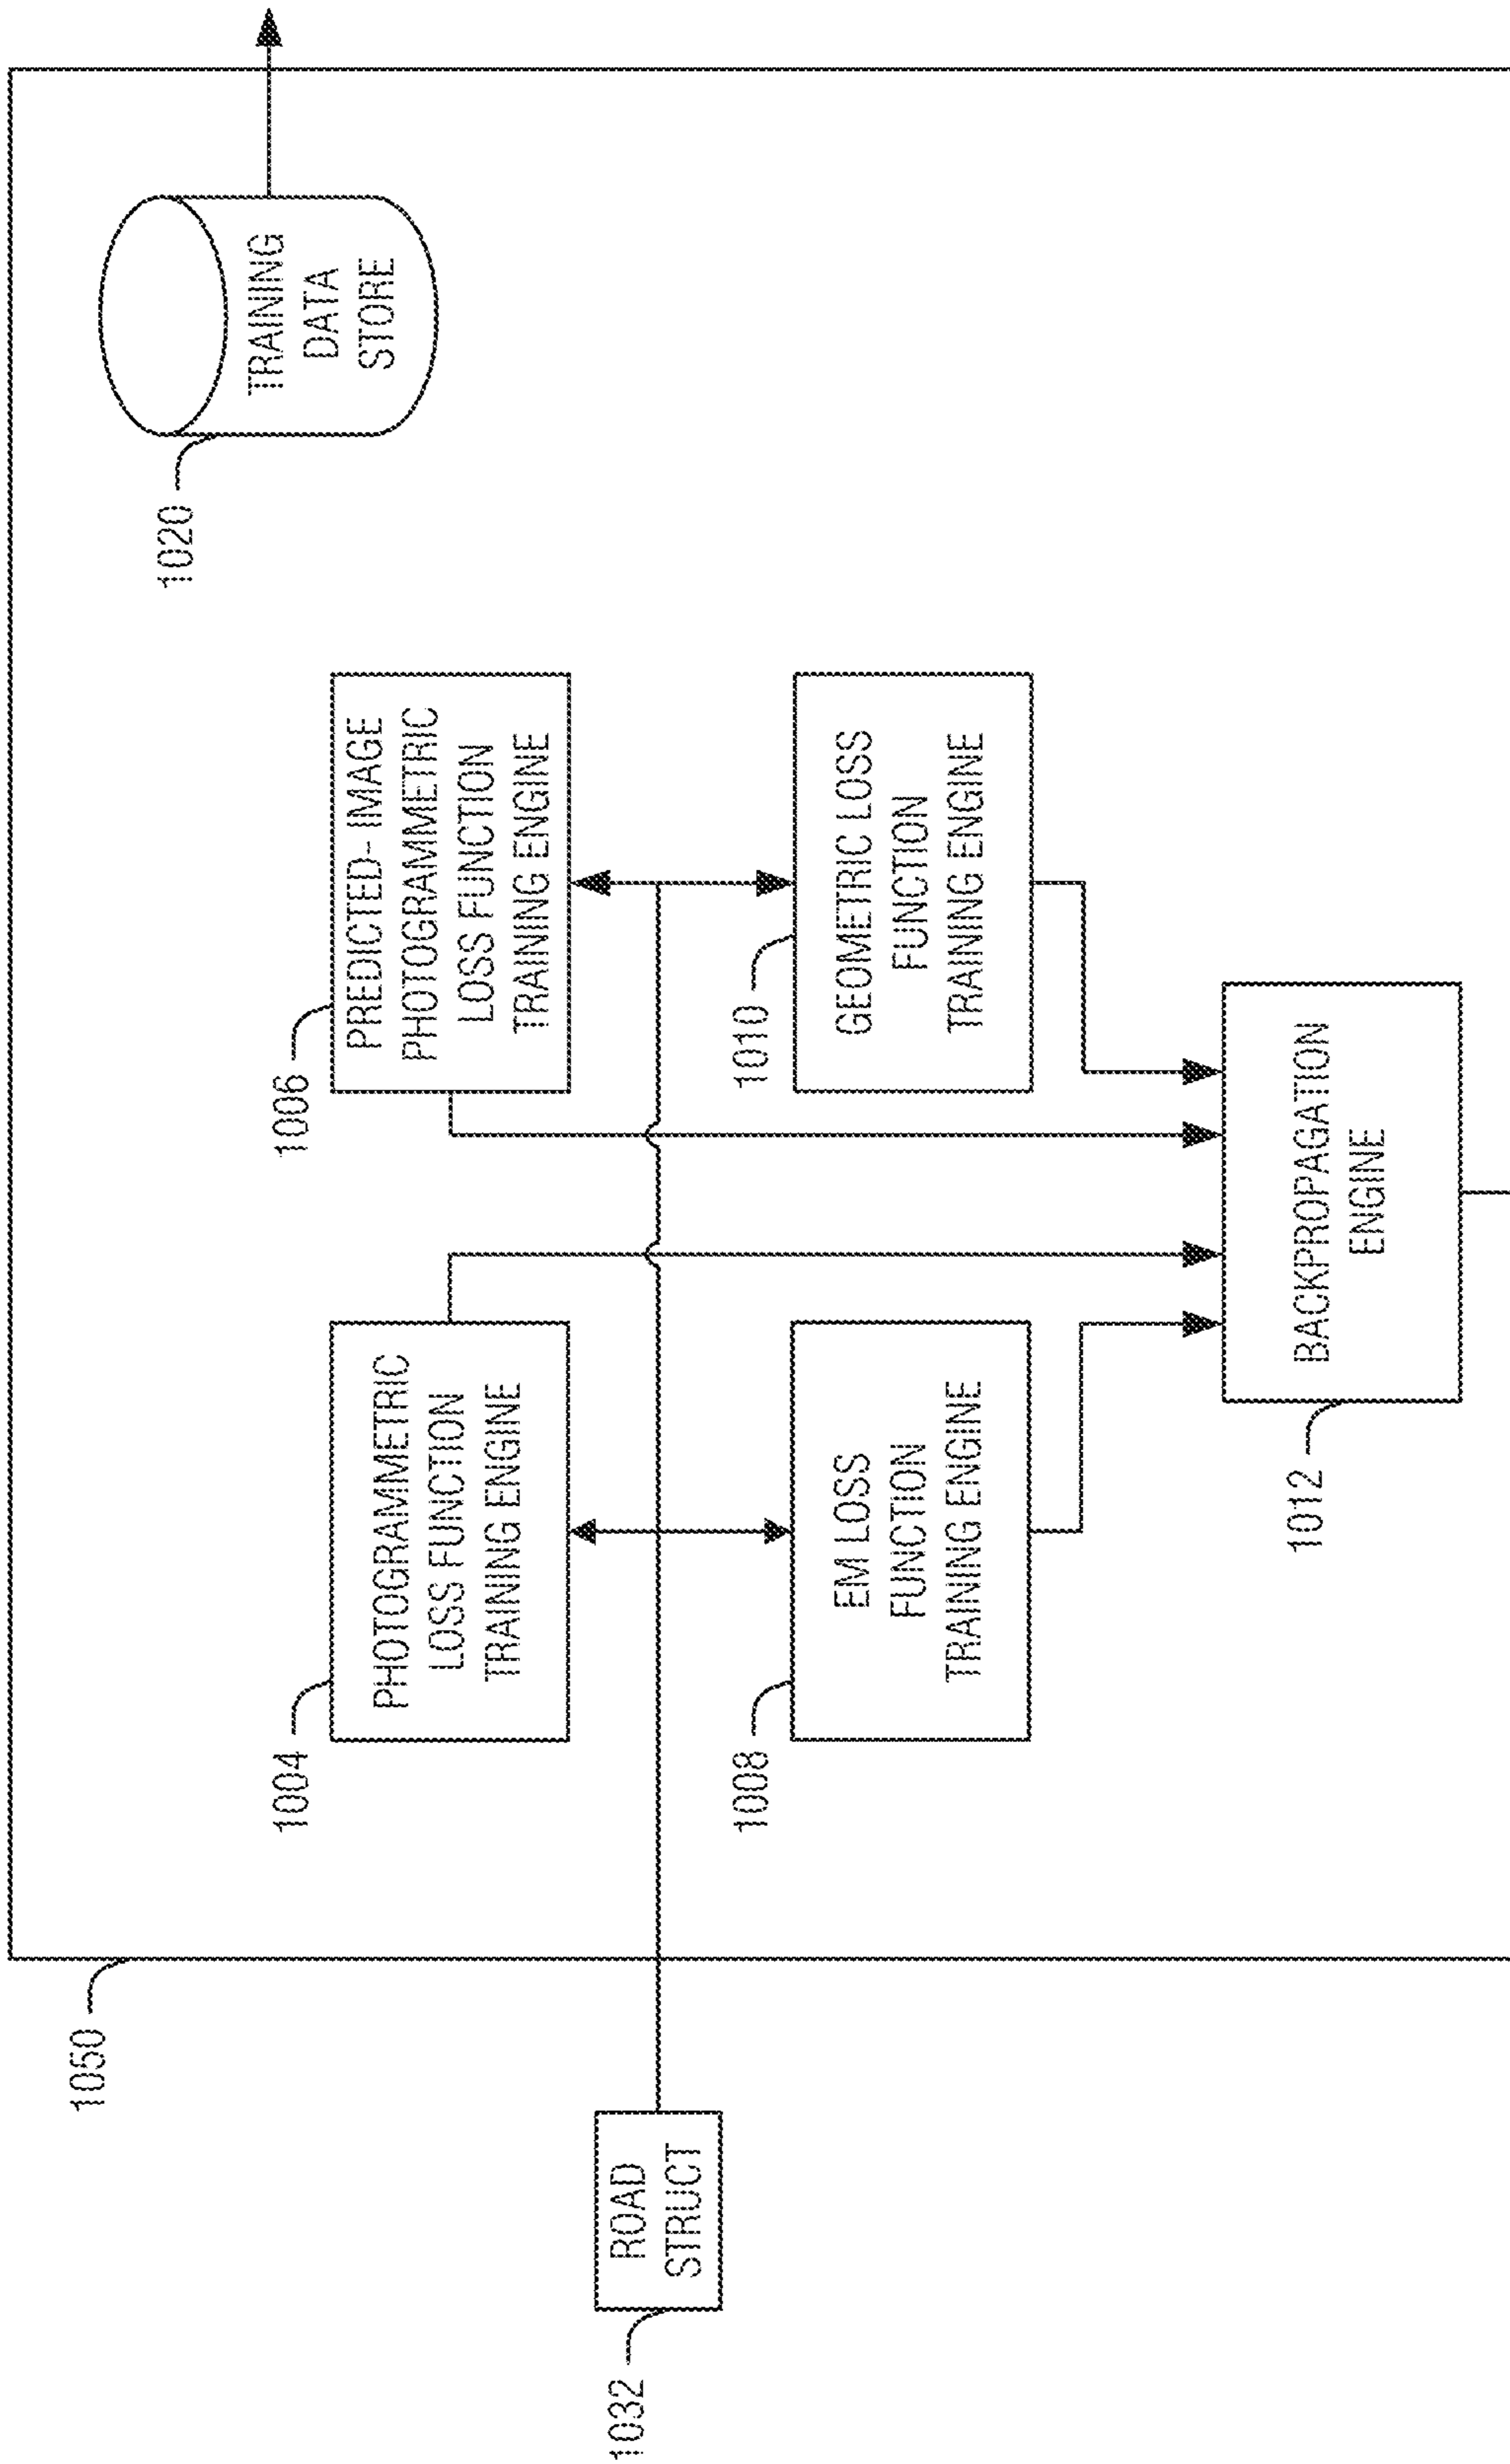 1050
1020
TRAINING
DATA
STORE
1004
PHOTOGRAMMETRIC
LOSS FUNCTION
TRAINING ENGINE
1006
PREDICTED- IMAGE
PHOTOGRAMMETRIC
LOSS FUNCTION
TRAINING ENGINE
1032
ROAD
STRUCT
1008
EM LOSS
FUNCTION
TRAINING ENGINE
1010
GEOMETRIC LOSS
FUNCTION
TRAINING ENGINE
1012
BACKPROPAGATION
ENGINE